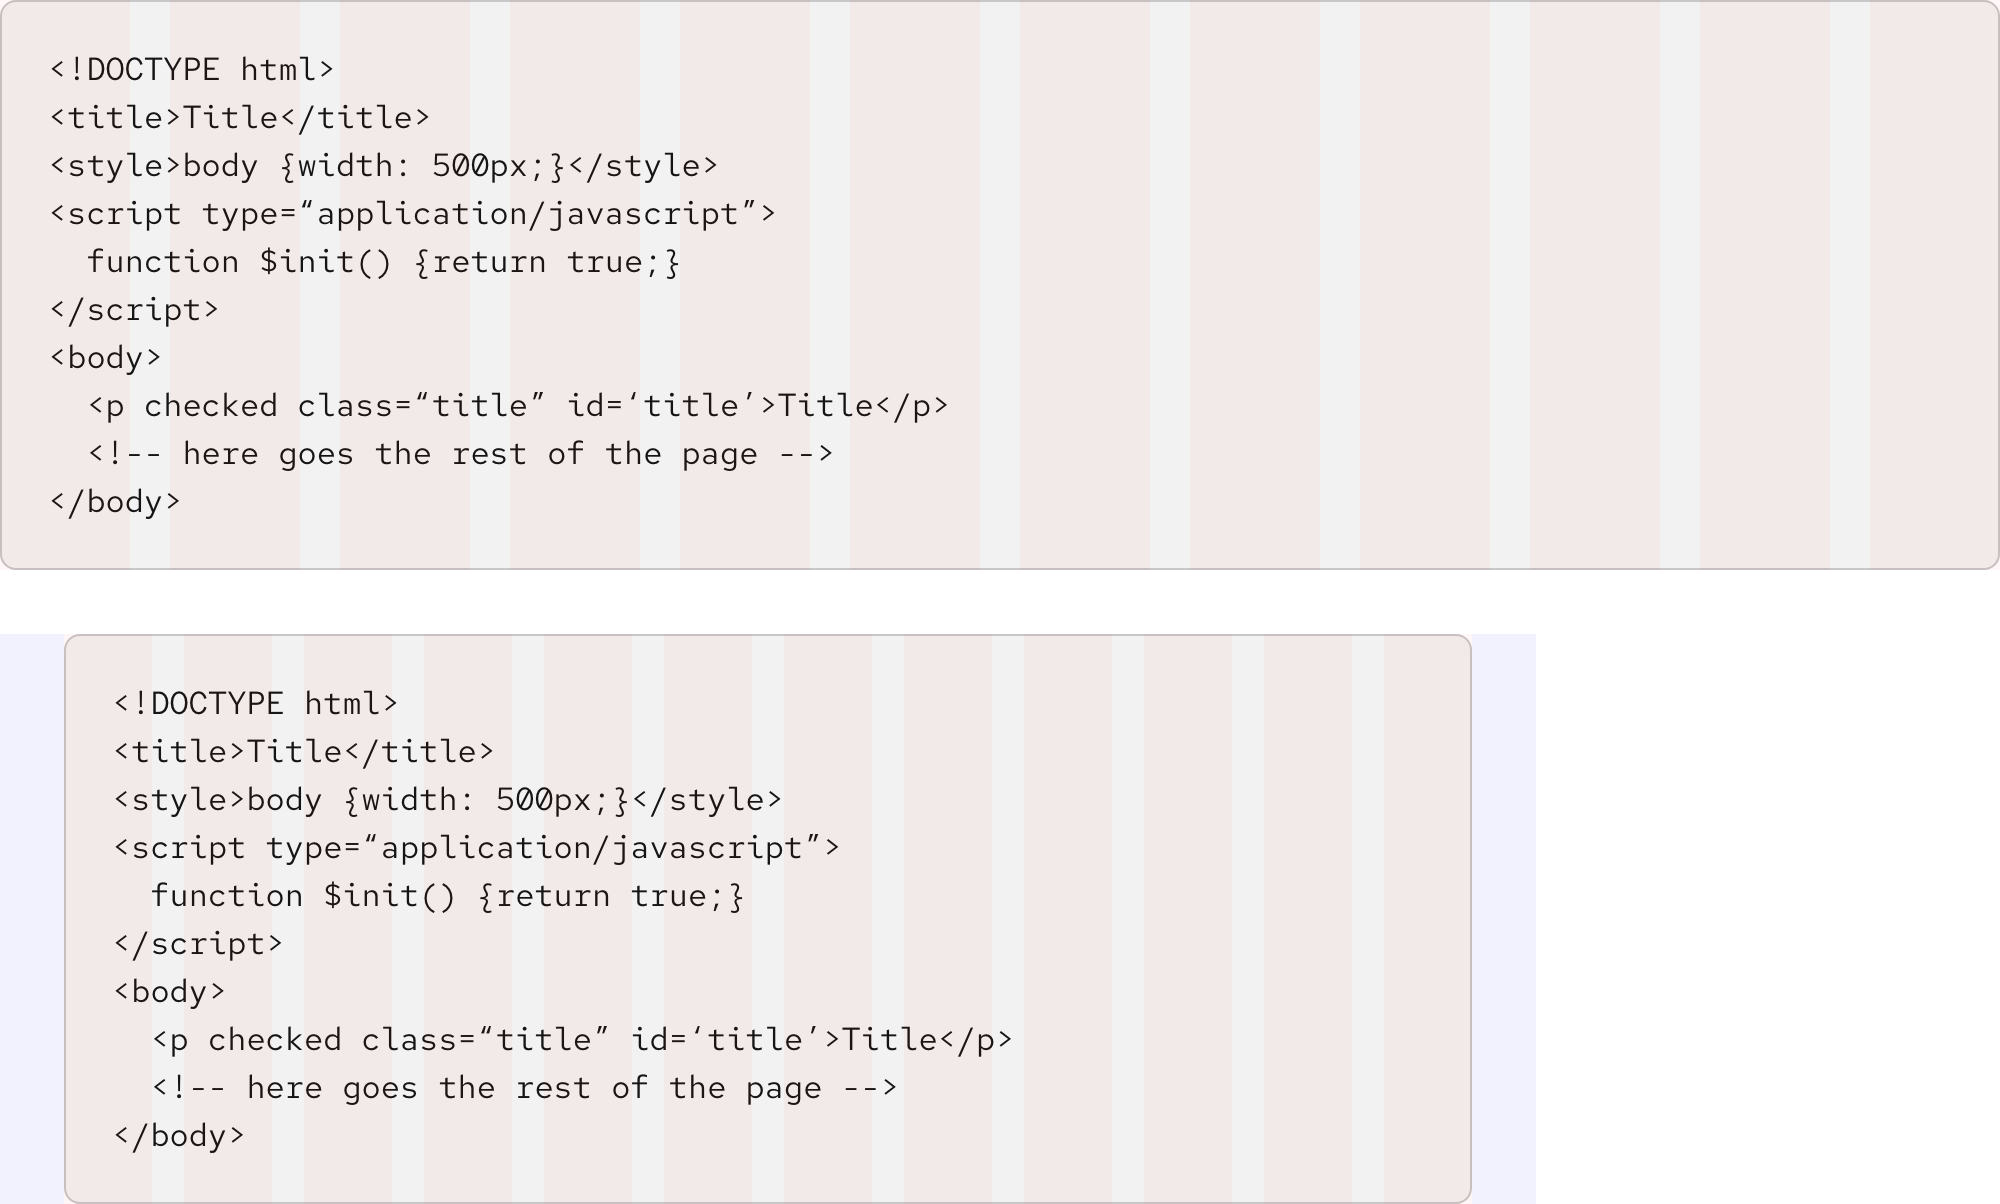 <!DOCTYPE html>
<title>Title</title>
<style>body {width: 500px;}</style>
<script type=“application/javascript”>
  function $init() {return true;}
</script>
<body>
  <p checked class=“title” id=‘title’>Title</p>
  <!-- here goes the rest of the page -->
</body>
<!DOCTYPE html>
<title>Title</title>
<style>body {width: 500px;}</style>
<script type=“application/javascript”>
  function $init() {return true;}
</script>
<body>
  <p checked class=“title” id=‘title’>Title</p>
  <!-- here goes the rest of the page -->
</body>